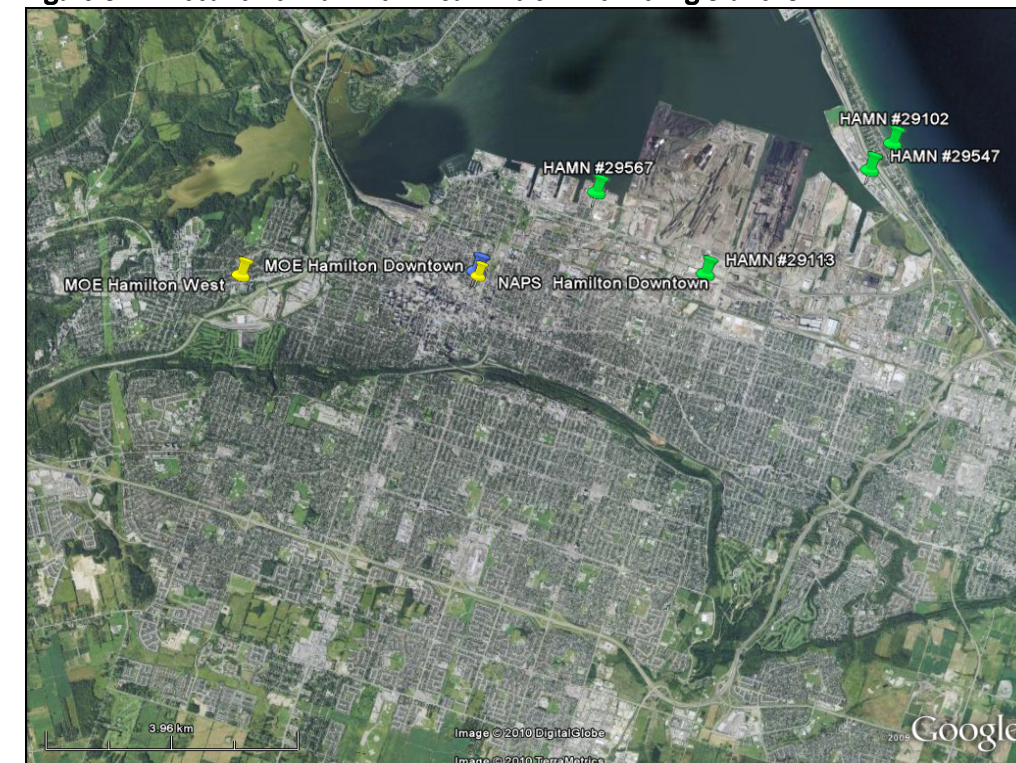 HAMN #29102
HAMN #29547
HAMN #29567
HAMN #29113
MOE Hamilton Downtown
MOE Hamilton West
NAPS Hamilton Downtown
3.96 km
Image © 2010 DigitalGlobe
© 2009 Google
Image © 2010 TerraMetrics